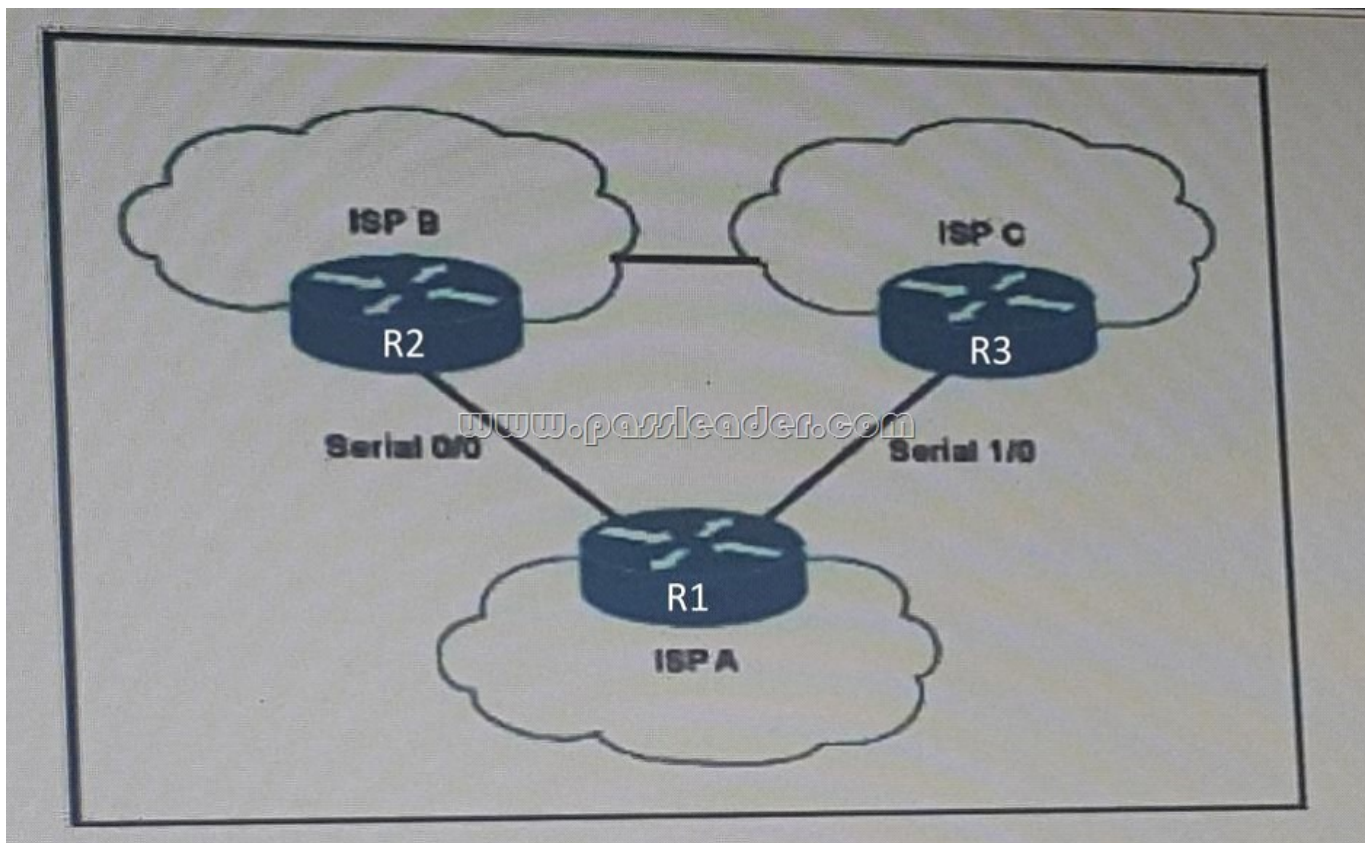 ISP B
ISP C
R2
R3
www.passleader.com
Serial 0/0
Serial 1/0
R1
ISP A